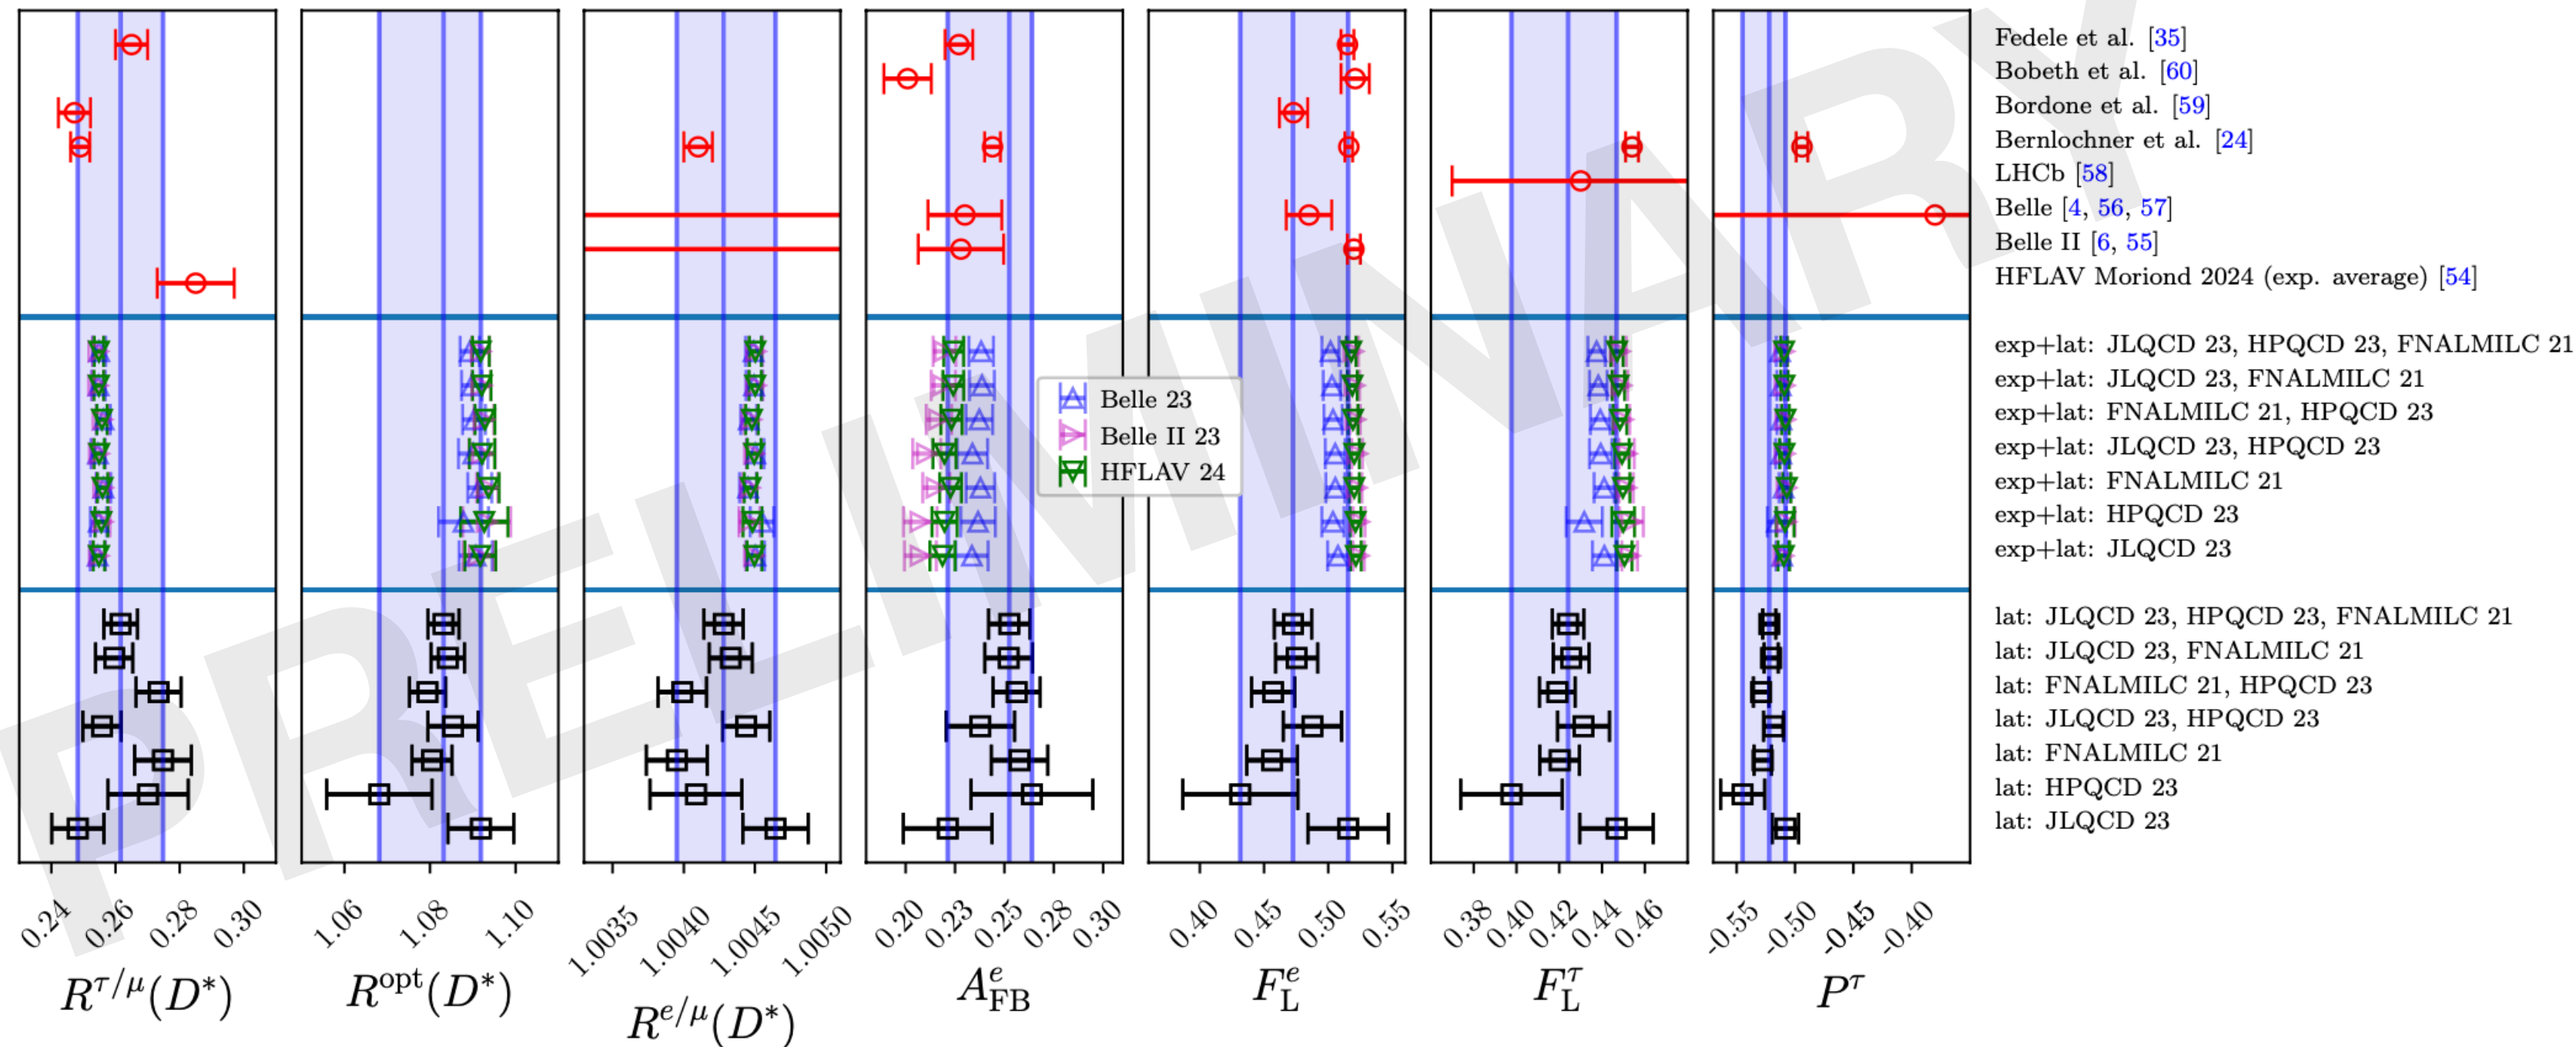 Fedele et al. [35]
Bobeth et al. [60]
Bordone et al. [59]
Bernlochner et al. [24]
LHCb [58]
Belle [4, 56, 57]
Belle II [6, 55]
HFLAV Moriond 2024 (exp. average) [54]
exp+lat: JLQCD 23, HPQCD 23, FNALMILC 21
exp+lat: JLQCD 23, FNALMILC 21
exp+lat: FNALMILC 21, HPQCD 23
exp+lat: JLQCD 23, HPQCD 23
exp+lat: FNALMILC 21
exp+lat: HPQCD 23
exp+lat: JLQCD 23
Belle 23
Belle II 23
HFLAV 24
lat: JLQCD 23, HPQCD 23, FNALMILC 21
lat: JLQCD 23, FNALMILC 21
lat: FNALMILC 21, HPQCD 23
lat: JLQCD 23, HPQCD 23
lat: FNALMILC 21
lat: HPQCD 23
lat: JLQCD 23
PRELIMINARY
0.24 0.26 0.28 0.30
1.06 1.08 1.10
1.0035 1.0040 1.0045 1.0050
0.20 0.23 0.25 0.28 0.30
0.40 0.45 0.50 0.55
0.38 0.40 0.42 0.44 0.46
-0.55 -0.50 -0.45 -0.40
R^{τ/μ}(D*)
R^{opt}(D*)
R^{e/μ}(D*)
A^e_{FB}
F^e_L
F^τ_L
P^τ